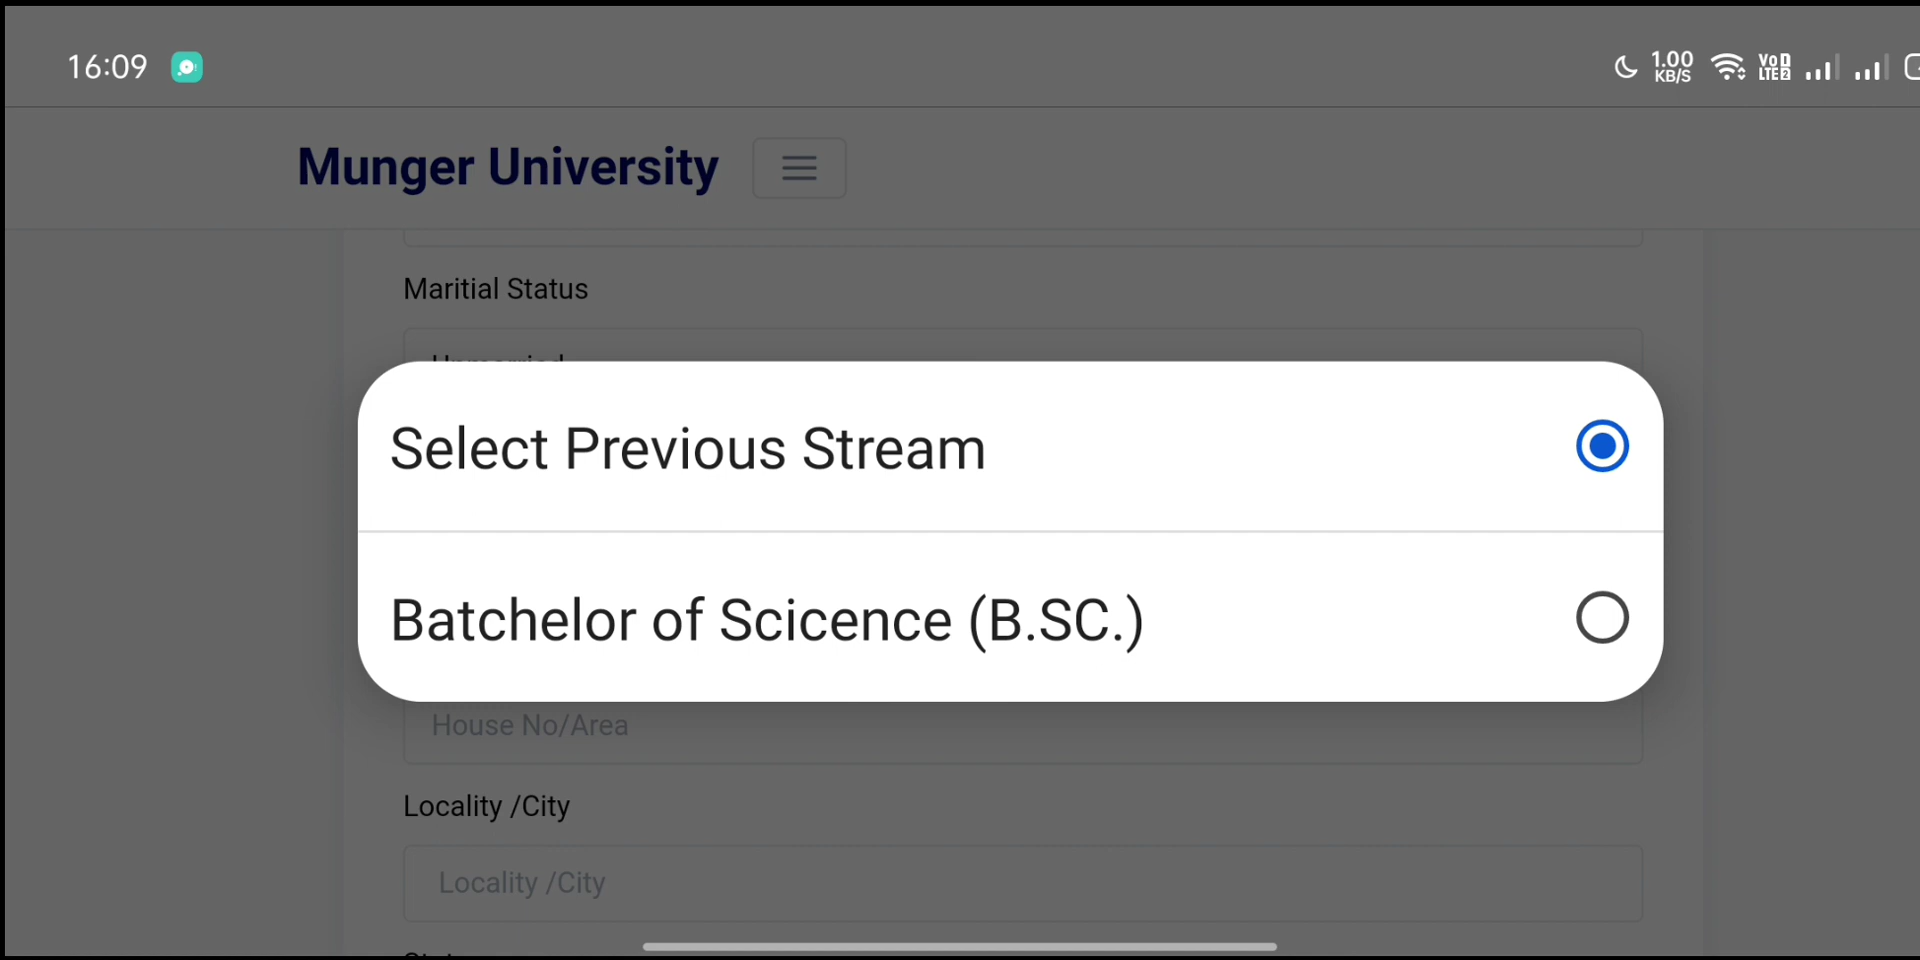 16:09
1.00
KB/S
Munger University
Maritial Status
Select Previous Stream
Batchelor of Scicence (B.SC.)
House No/Area
Locality /City
Locality /City